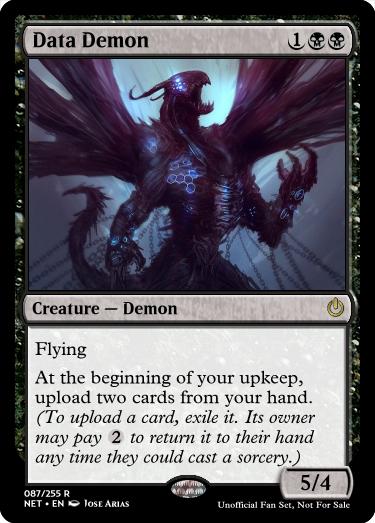 Data Demon 1
Creature — Demon
Flying
At the beginning of your upkeep,
upload two cards from your hand.
(To upload a card, exile it. Its owner
may pay 2 to return it to their hand
any time they could cast a sorcery.)
5/4
087/255 R
NET • EN Jose Arias
Unofficial Fan Set, Not For Sale